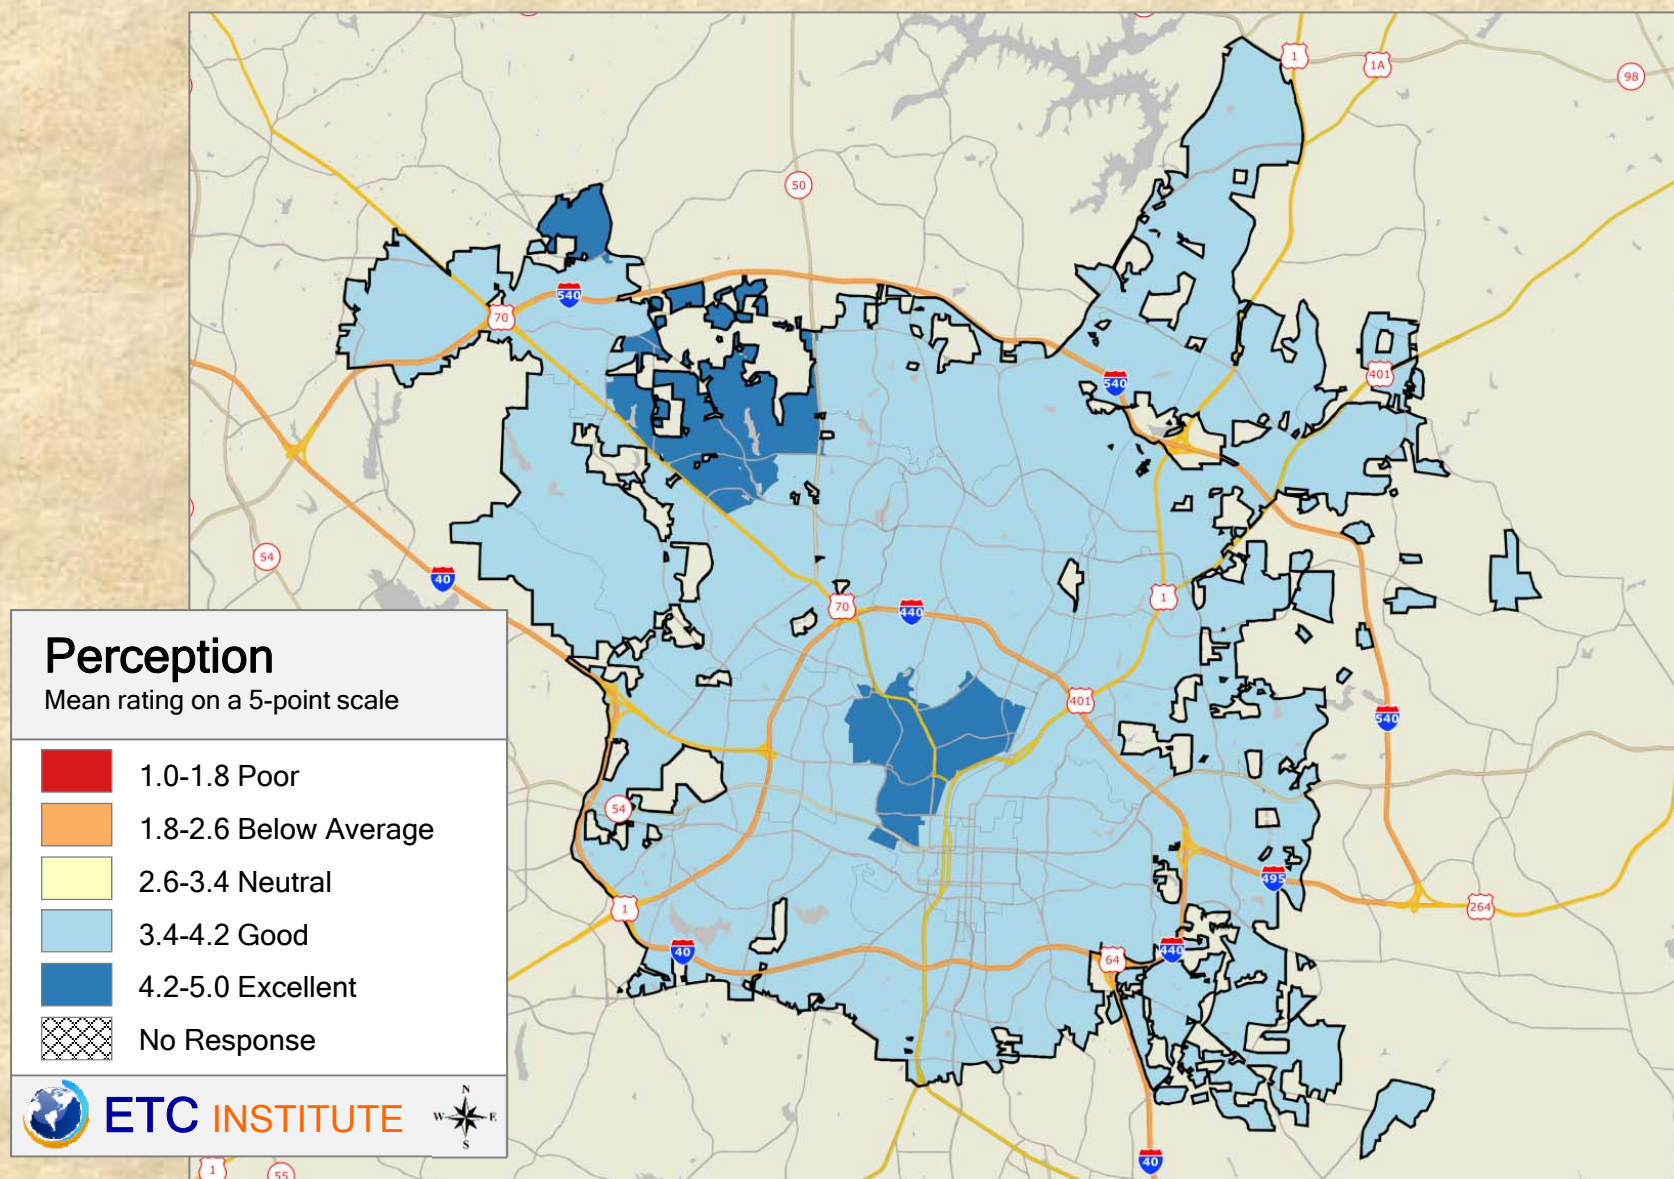 1
1A
98
50
540
70
401
540
54
40
70
440
1
401
540
54
495
1
264
40
440
64
40
1
55
Perception
Mean rating on a 5-point scale
1.0-1.8 Poor
1.8-2.6 Below Average
2.6-3.4 Neutral
3.4-4.2 Good
4.2-5.0 Excellent
No Response
ETC INSTITUTE
N
W E
S